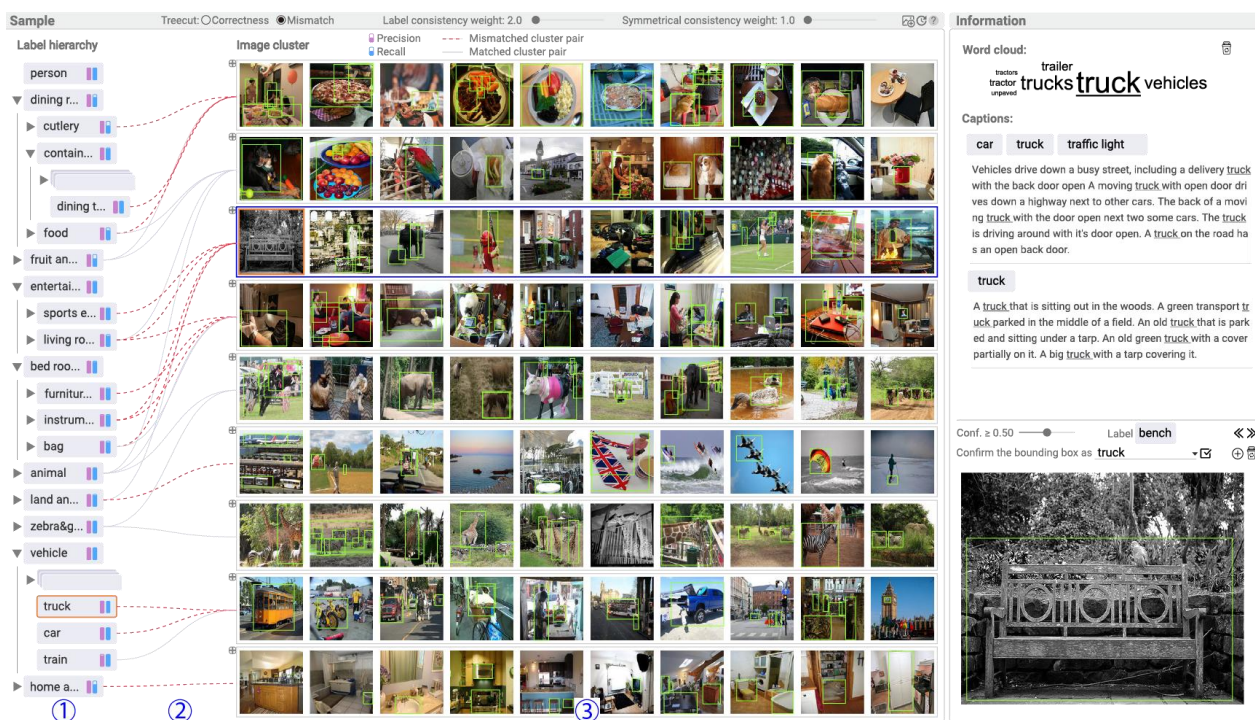 Sample
Treecut: Correctness Mismatch
Label consistency weight: 2.0
Symmetrical consistency weight: 1.0
?
Label hierarchy
Image cluster
Precision
Recall
Mismatched cluster pair
Matched cluster pair
person
dining r...
cutlery
contain...
dining t...
food
fruit an...
entertai...
sports e...
living ro...
bed roo...
furnitur...
instrum...
bag
animal
land an...
zebra&g...
vehicle
truck
car
train
home a...
1
2
3
Information
Word cloud:
trailer
tractors
tractor
unpeved
trucks truck vehicles
Captions:
car truck traffic light
Vehicles drive down a busy street, including a delivery truck
with the back door open A moving truck with open door dri
ves down a highway next to other cars. The back of a movi
ng truck with the door open next two some cars. The truck
is driving around with it's door open. A truck on the road ha
s an open back door.
truck
A truck that is sitting out in the woods. A green transport tr
uck parked in the middle of a field. An old truck that is park
ed and sitting under a tarp. An old green truck with a cover
partially on it. A big truck with a tarp covering it.
Conf. ≥ 0.50
Label bench
Confirm the bounding box as truck